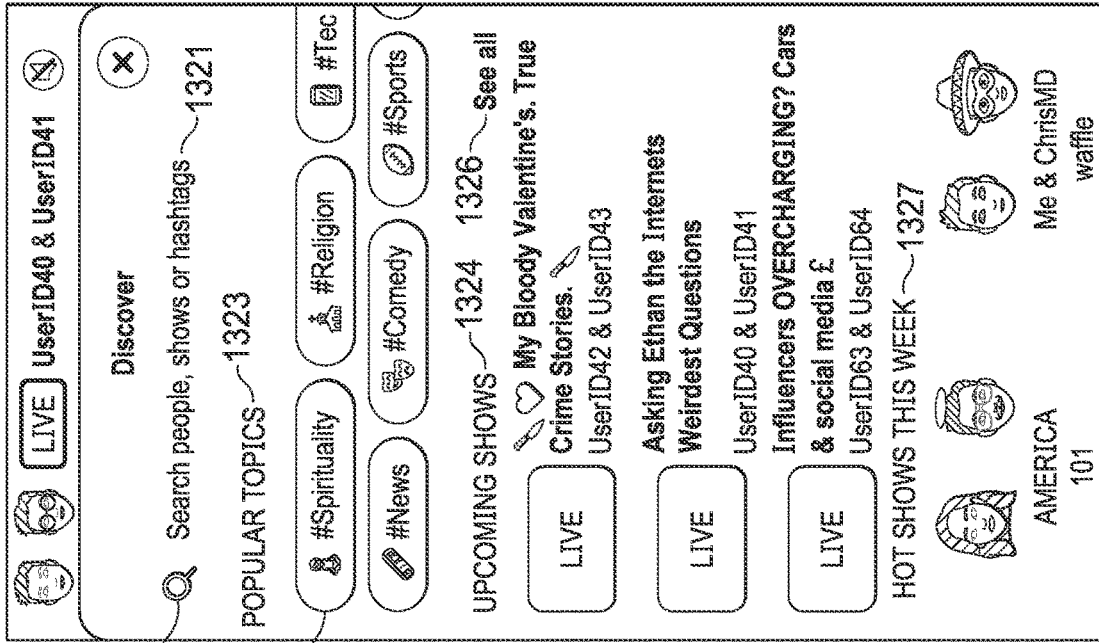 LIVE UserID40 & UserID41
Discover
Search people, shows or hashtags 1321
POPULAR TOPICS 1323
#Spirituality #Religion #Tec
#News #Comedy #Sports
UPCOMING SHOWS 1324 1326 See all
My Bloody Valentine's. True
Crime Stories.
UserID42 & UserID43
LIVE
Asking Ethan the Internets
Weirdest Questions
UserID40 & UserID41
LIVE
Influencers OVERCHARGING? Cars
& social media £
UserID63 & UserID64
LIVE
HOT SHOWS THIS WEEK 1327
AMERICA
101
Me & ChrisMD
waffle